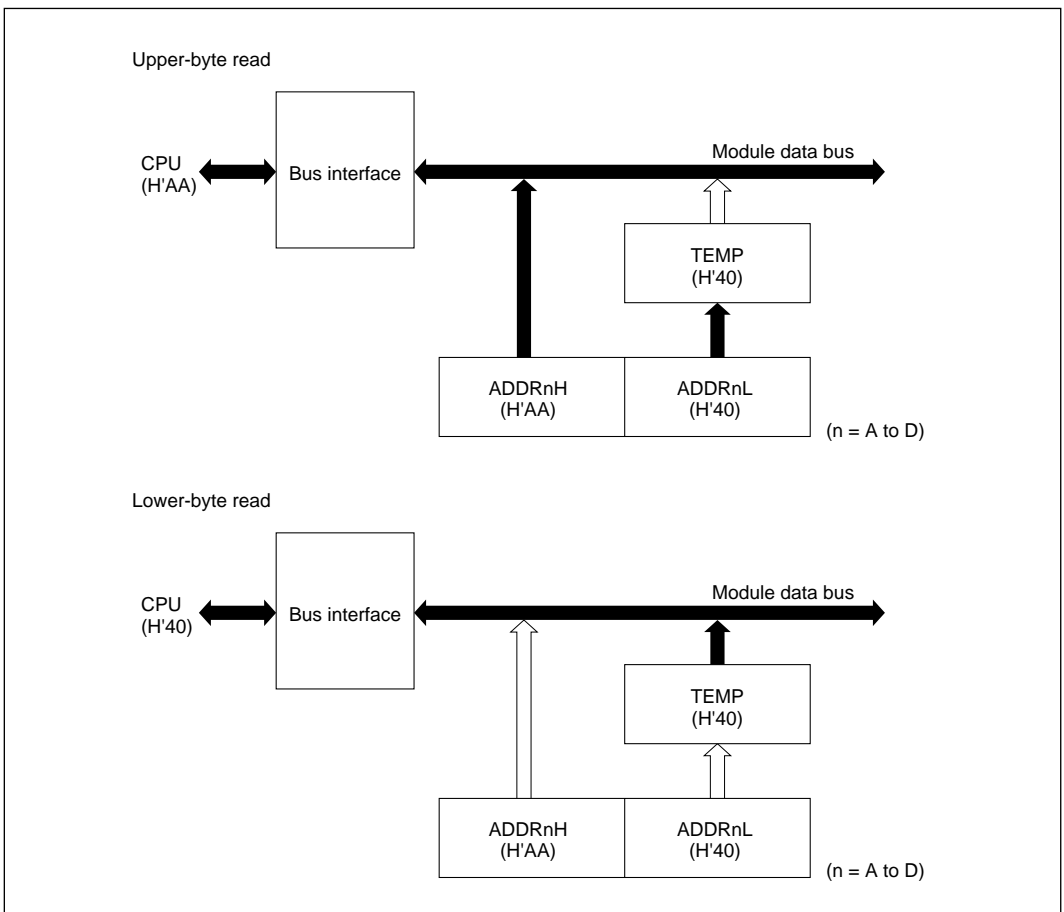 Upper-byte read
Module data bus
CPU
(H'AA)
Bus interface
TEMP
(H'40)
ADDRnH
(H'AA)
ADDRnL
(H'40)
(n = A to D)
Lower-byte read
Module data bus
CPU
(H'40)
Bus interface
TEMP
(H'40)
ADDRnH
(H'AA)
ADDRnL
(H'40)
(n = A to D)